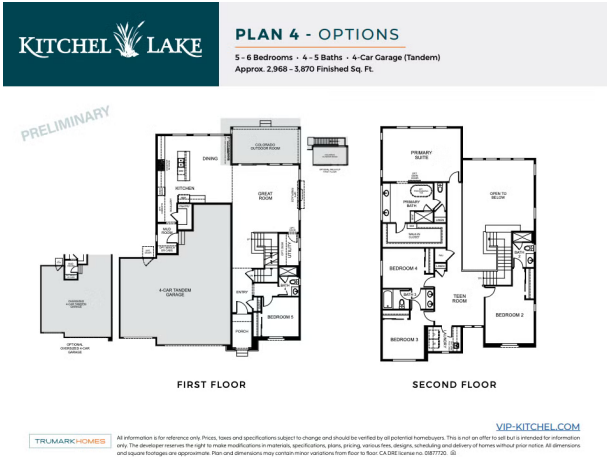 KITCHEL LAKE
PLAN 4 - OPTIONS
5 – 6 Bedrooms • 4 – 5 Baths • 4-Car Garage (Tandem)
Approx. 2,968 – 3,870 Finished Sq. Ft.
PRELIMINARY
DINING
COLORADO
OUTDOOR ROOM
KITCHEN
GREAT
ROOM
MUD
ROOM
4-CAR TANDEM
GARAGE
ENTRY
BEDROOM 5
PORCH
OPTIONAL
OVERSIZED 4-CAR
GARAGE
PRIMARY
SUITE
PRIMARY
BATH
OPEN TO
BELOW
BEDROOM 4
TEEN
ROOM
BEDROOM 2
BEDROOM 3
FIRST FLOOR
SECOND FLOOR
VIP-KITCHEL.COM
TRUMARKHOMES
All information is for reference only. Prices, taxes and specifications subject to change and should be verified by all potential homebuyers. This is not an offer to sell but is intended for information
only. The developer reserves the right to make modifications in materials, specifications, plans, pricing, various fees, designs, scheduling and delivery of homes without prior notice. All dimensions
and square footages are approximate. Plan and dimensions may contain minor variations from floor to floor. CA DRE license no. 01877720.